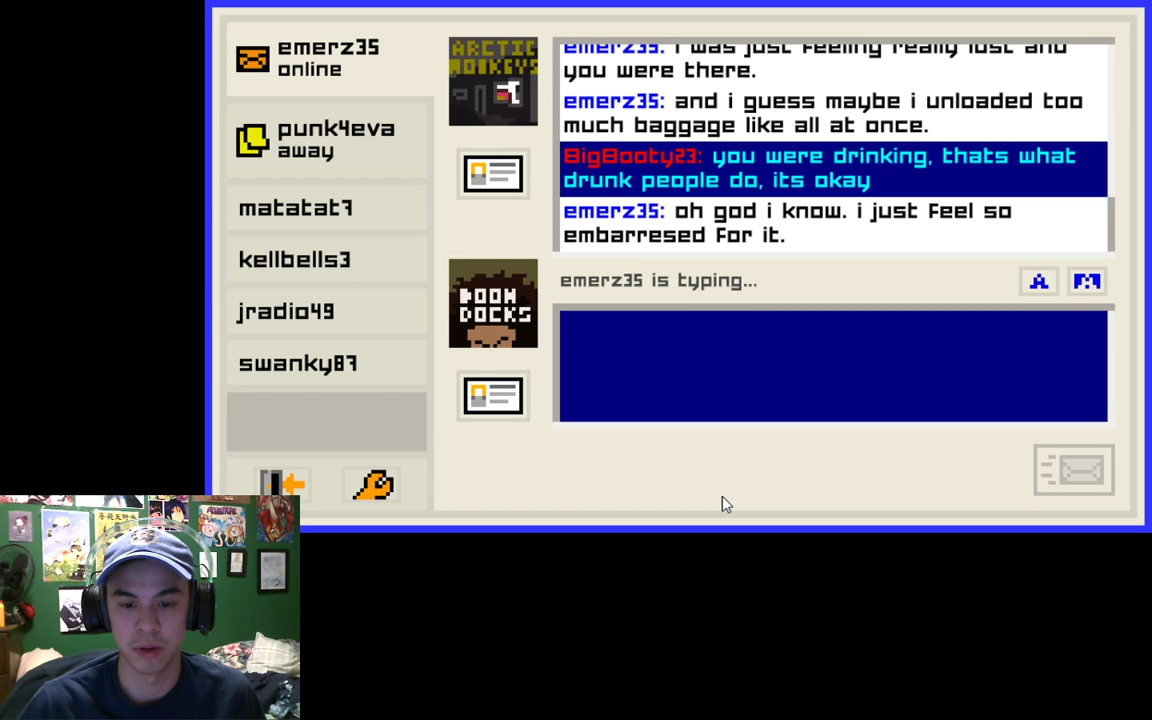 emerz35
online
punk4eva
away
matatat7
kellbells3
jradio49
swanky87
ARCTIC
MONKEYS
BOON
DOCKS
emerz35: i was just feeling really lost and
you were there.
emerz35: and i guess maybe i unloaded too
much baggage like all at once.
BigBooty23: you were drinking, thats what
drunk people do, its okay
emerz35: oh god i know. i just feel so
embarresed for it.
emerz35 is typing...
A